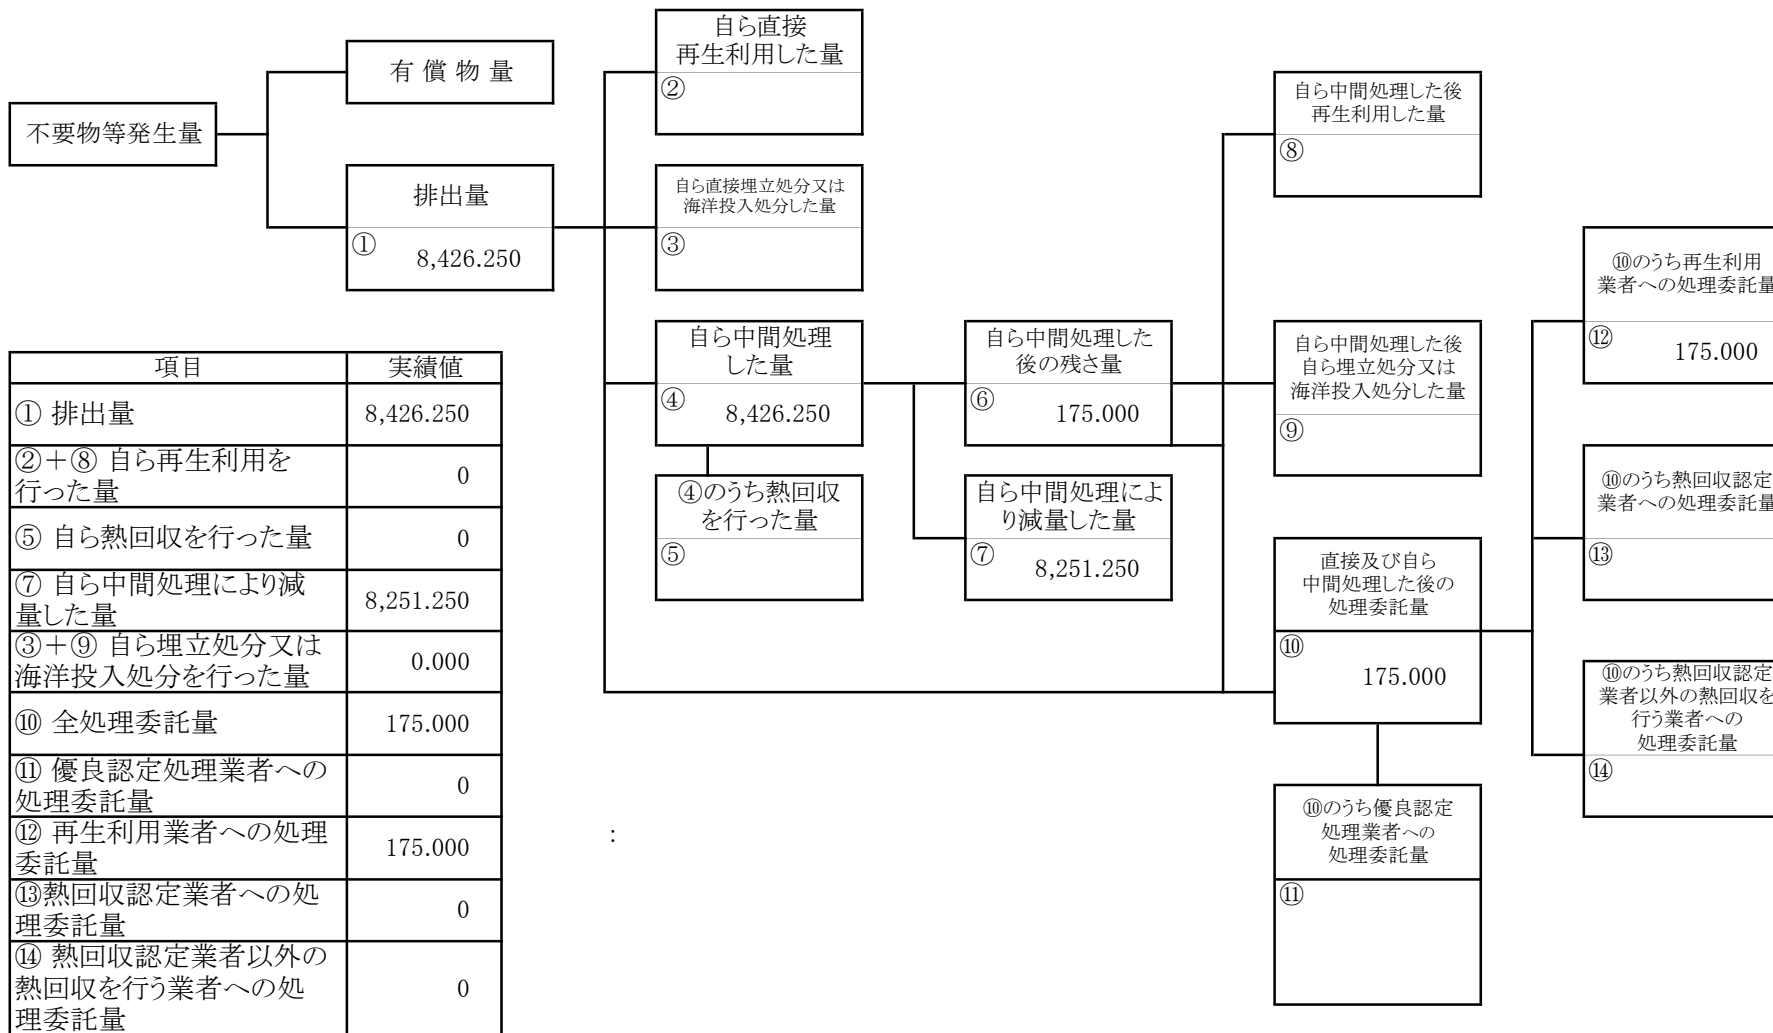 不要物等発生量
有 償 物 量
排出量
①
8,426.250
自ら直接
再生利用した量
②
自ら直接埋立処分又は
海洋投入処分した量
③
自ら中間処理
した量
④
8,426.250
④のうち熱回収
を行った量
⑤
自ら中間処理した
後の残さ量
⑥
175.000
自ら中間処理によ
り減量した量
⑦
8,251.250
自ら中間処理した後
再生利用した量
⑧
自ら中間処理した後
自ら埋立処分又は
海洋投入処分した量
⑨
直接及び自ら
中間処理した後の
処理委託量
⑩
175.000
⑩のうち優良認定
処理業者への
処理委託量
⑪
⑩のうち再生利用
業者への処理委託量
⑫
175.000
⑩のうち熱回収認定
業者への処理委託量
⑬
⑩のうち熱回収認定
業者以外の熱回収を
行う業者への
処理委託量
⑭
項目 実績値
① 排出量 8,426.250
②＋⑧ 自ら再生利用を
行った量 0
⑤ 自ら熱回収を行った量 0
⑦ 自ら中間処理により減
量した量 8,251.250
③＋⑨ 自ら埋立処分又は
海洋投入処分を行った量 0.000
⑩ 全処理委託量 175.000
⑪ 優良認定処理業者への
処理委託量 0
⑫ 再生利用業者への処理
委託量 175.000
⑬熱回収認定業者への処
理委託量 0
⑭ 熱回収認定業者以外の
熱回収を行う業者への処
理委託量 0
: